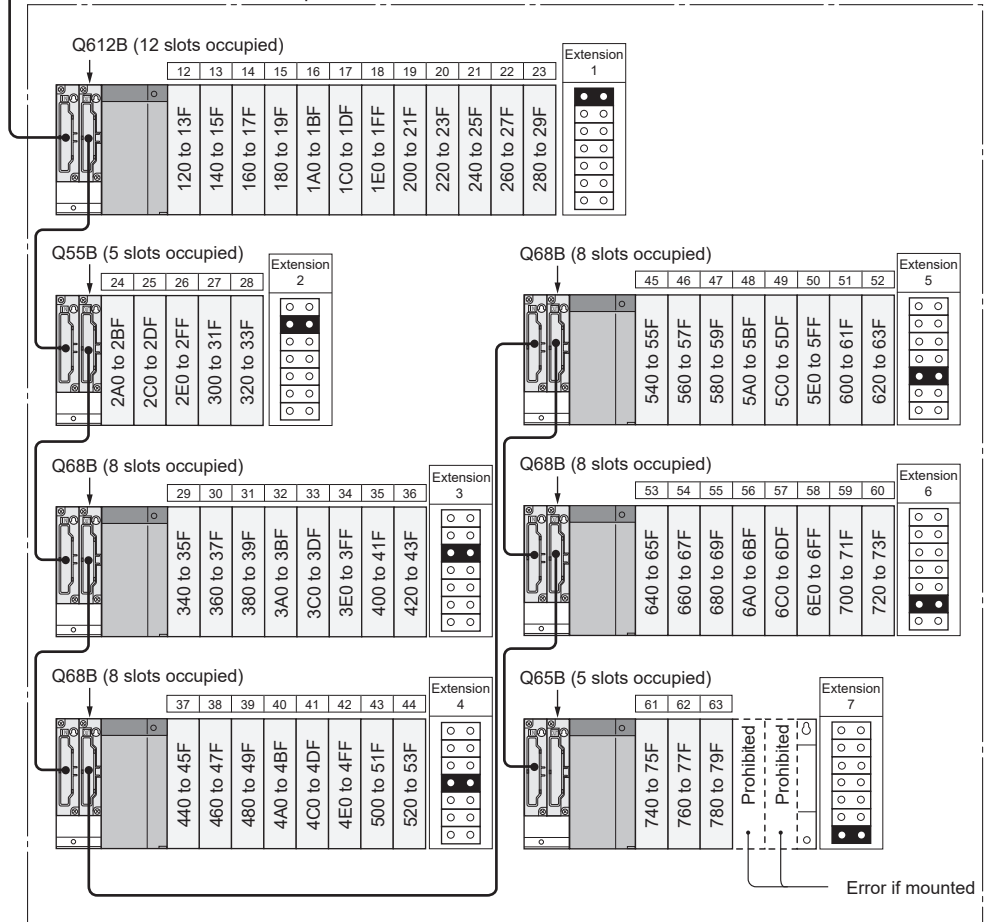 Q612B (12 slots occupied)
Extension
1
12 13 14 15 16 17 18 19 20 21 22 23
120 to 13F
140 to 15F
160 to 17F
180 to 19F
1A0 to 1BF
1C0 to 1DF
1E0 to 1FF
200 to 21F
220 to 23F
240 to 25F
260 to 27F
280 to 29F
Q55B (5 slots occupied)
Extension
2
24 25 26 27 28
2A0 to 2BF
2C0 to 2DF
2E0 to 2FF
300 to 31F
320 to 33F
Q68B (8 slots occupied)
Extension
3
29 30 31 32 33 34 35 36
340 to 35F
360 to 37F
380 to 39F
3A0 to 3BF
3C0 to 3DF
3E0 to 3FF
400 to 41F
420 to 43F
Q68B (8 slots occupied)
Extension
4
37 38 39 40 41 42 43 44
440 to 45F
460 to 47F
480 to 49F
4A0 to 4BF
4C0 to 4DF
4E0 to 4FF
500 to 51F
520 to 53F
Q68B (8 slots occupied)
Extension
5
45 46 47 48 49 50 51 52
540 to 55F
560 to 57F
580 to 59F
5A0 to 5BF
5C0 to 5DF
5E0 to 5FF
600 to 61F
620 to 63F
Q68B (8 slots occupied)
Extension
6
53 54 55 56 57 58 59 60
640 to 65F
660 to 67F
680 to 69F
6A0 to 6BF
6C0 to 6DF
6E0 to 6FF
700 to 71F
720 to 73F
Q65B (5 slots occupied)
Extension
7
61 62 63
740 to 75F
760 to 77F
780 to 79F
Prohibited
Prohibited
Error if mounted